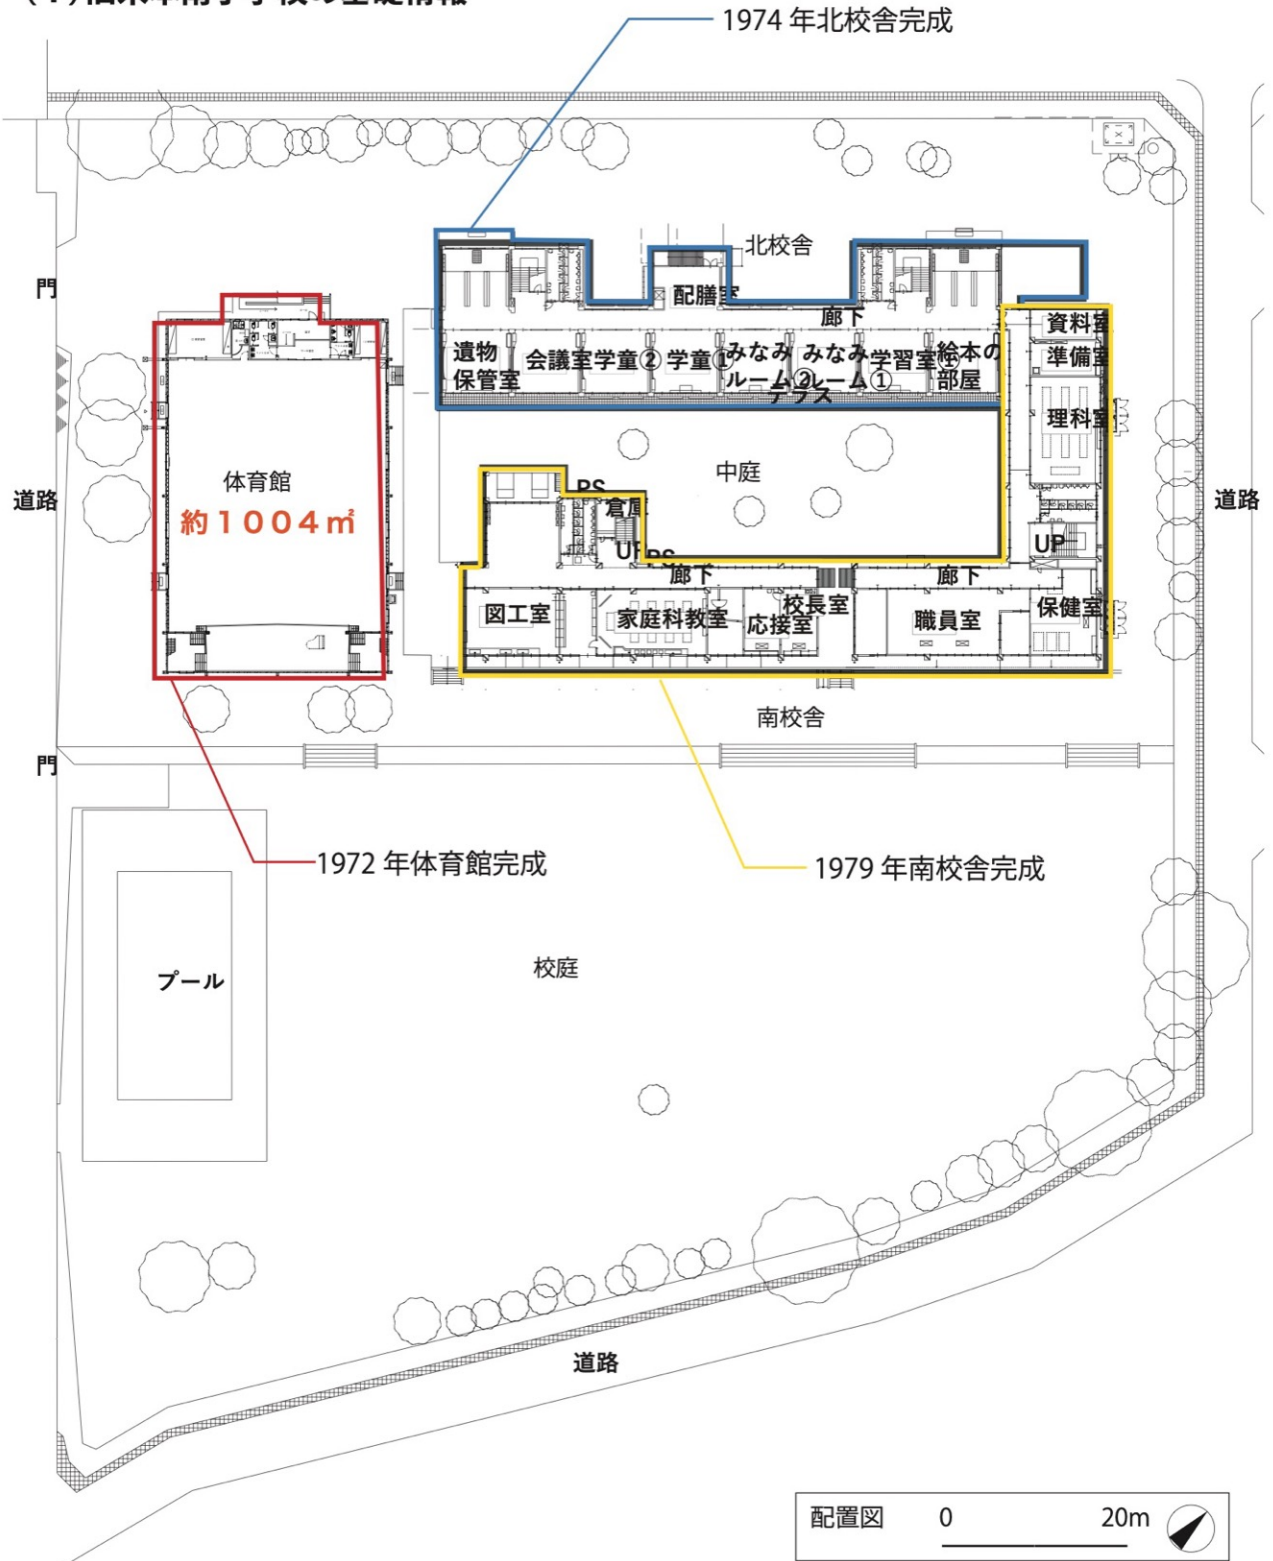 1974 年北校舎完成
北校舎
門
配膳室
廊下
資料室
遺物
保管室
会議室
学童②
学童①
みなみ
ルーム②
みなみ
ルーム①
学習室①
絵本の
部屋
準備室
テラス
理科室
体育館
約１００４㎡
中庭
道路
道路
PS
倉庫
UP
PS
UP
廊下
廊下
図工室
家庭科教室
応接室
校長室
職員室
保健室
南校舎
門
1972 年体育館完成
1979 年南校舎完成
プール
校庭
道路
配置図
0
20m